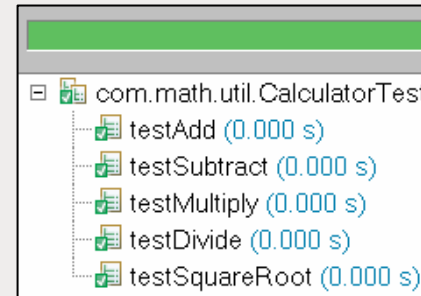 com.math.util.CalculatorTest
testAdd (0.000 s)
testSubtract (0.000 s)
testMultiply (0.000 s)
testDivide (0.000 s)
testSquareRoot (0.000 s)